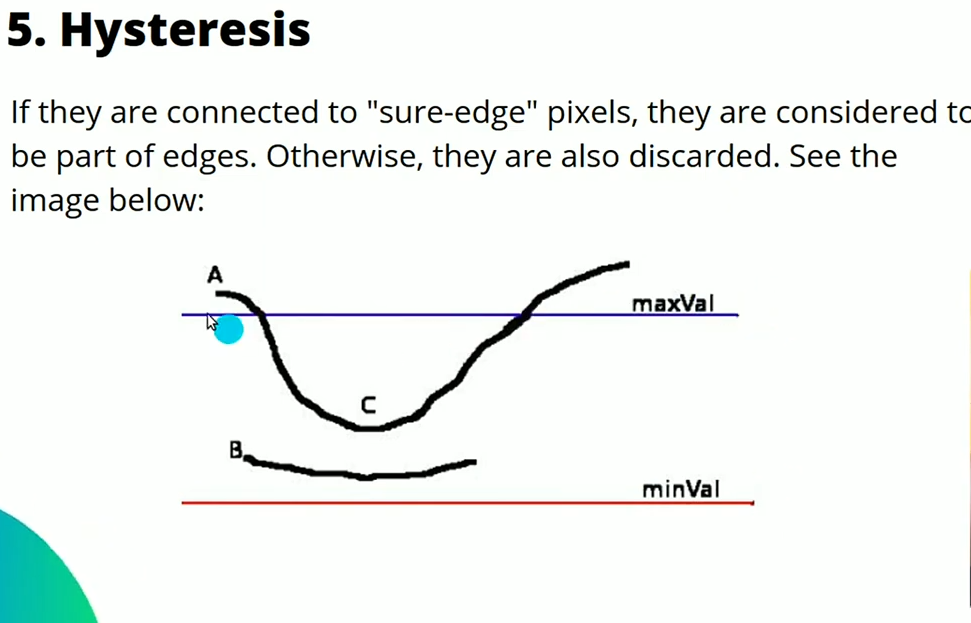 5. Hysteresis
If they are connected to "sure-edge" pixels, they are considered to
be part of edges. Otherwise, they are also discarded. See the
image below:
A
maxVal
C
B
minVal